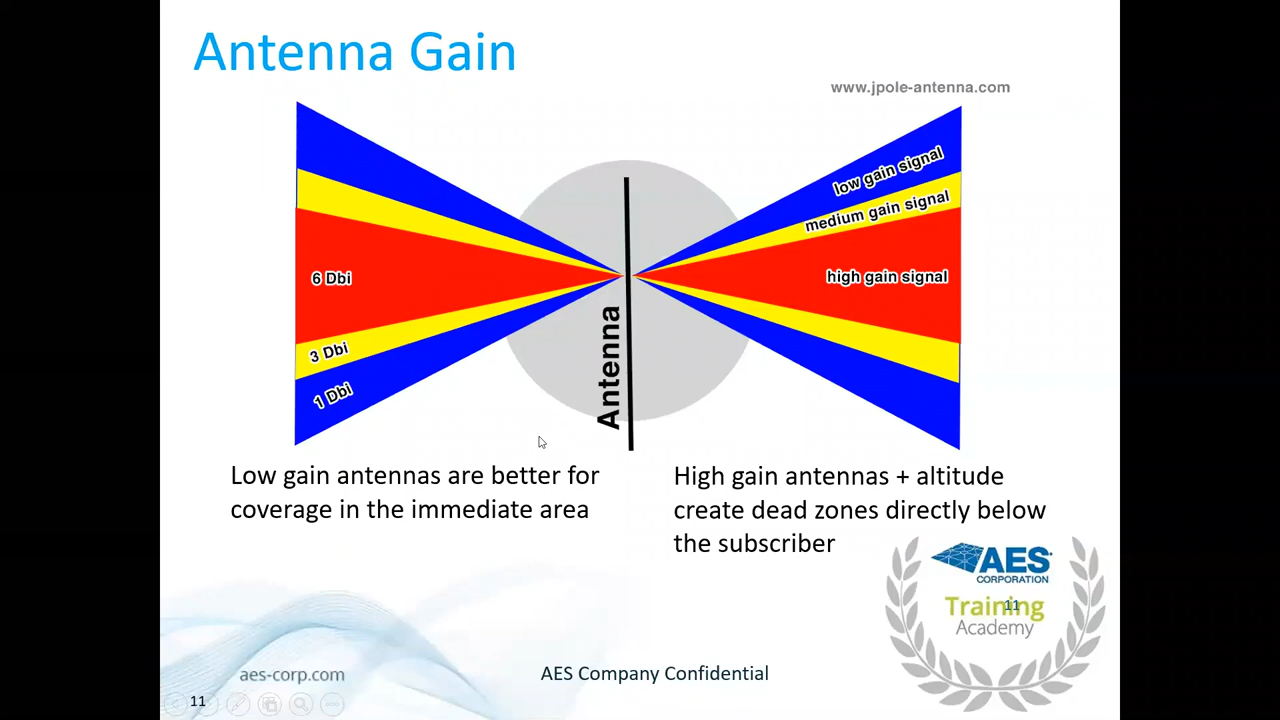 Antenna Gain
www.jpole-antenna.com
low gain signal
medium gain signal
6 Dbi
high gain signal
3 Dbi
1 Dbi
Antenna
Low gain antennas are better for
coverage in the immediate area
High gain antennas + altitude
create dead zones directly below
the subscriber
AES
CORPORATION
11
Training
Academy
aes-corp.com
AES Company Confidential
11